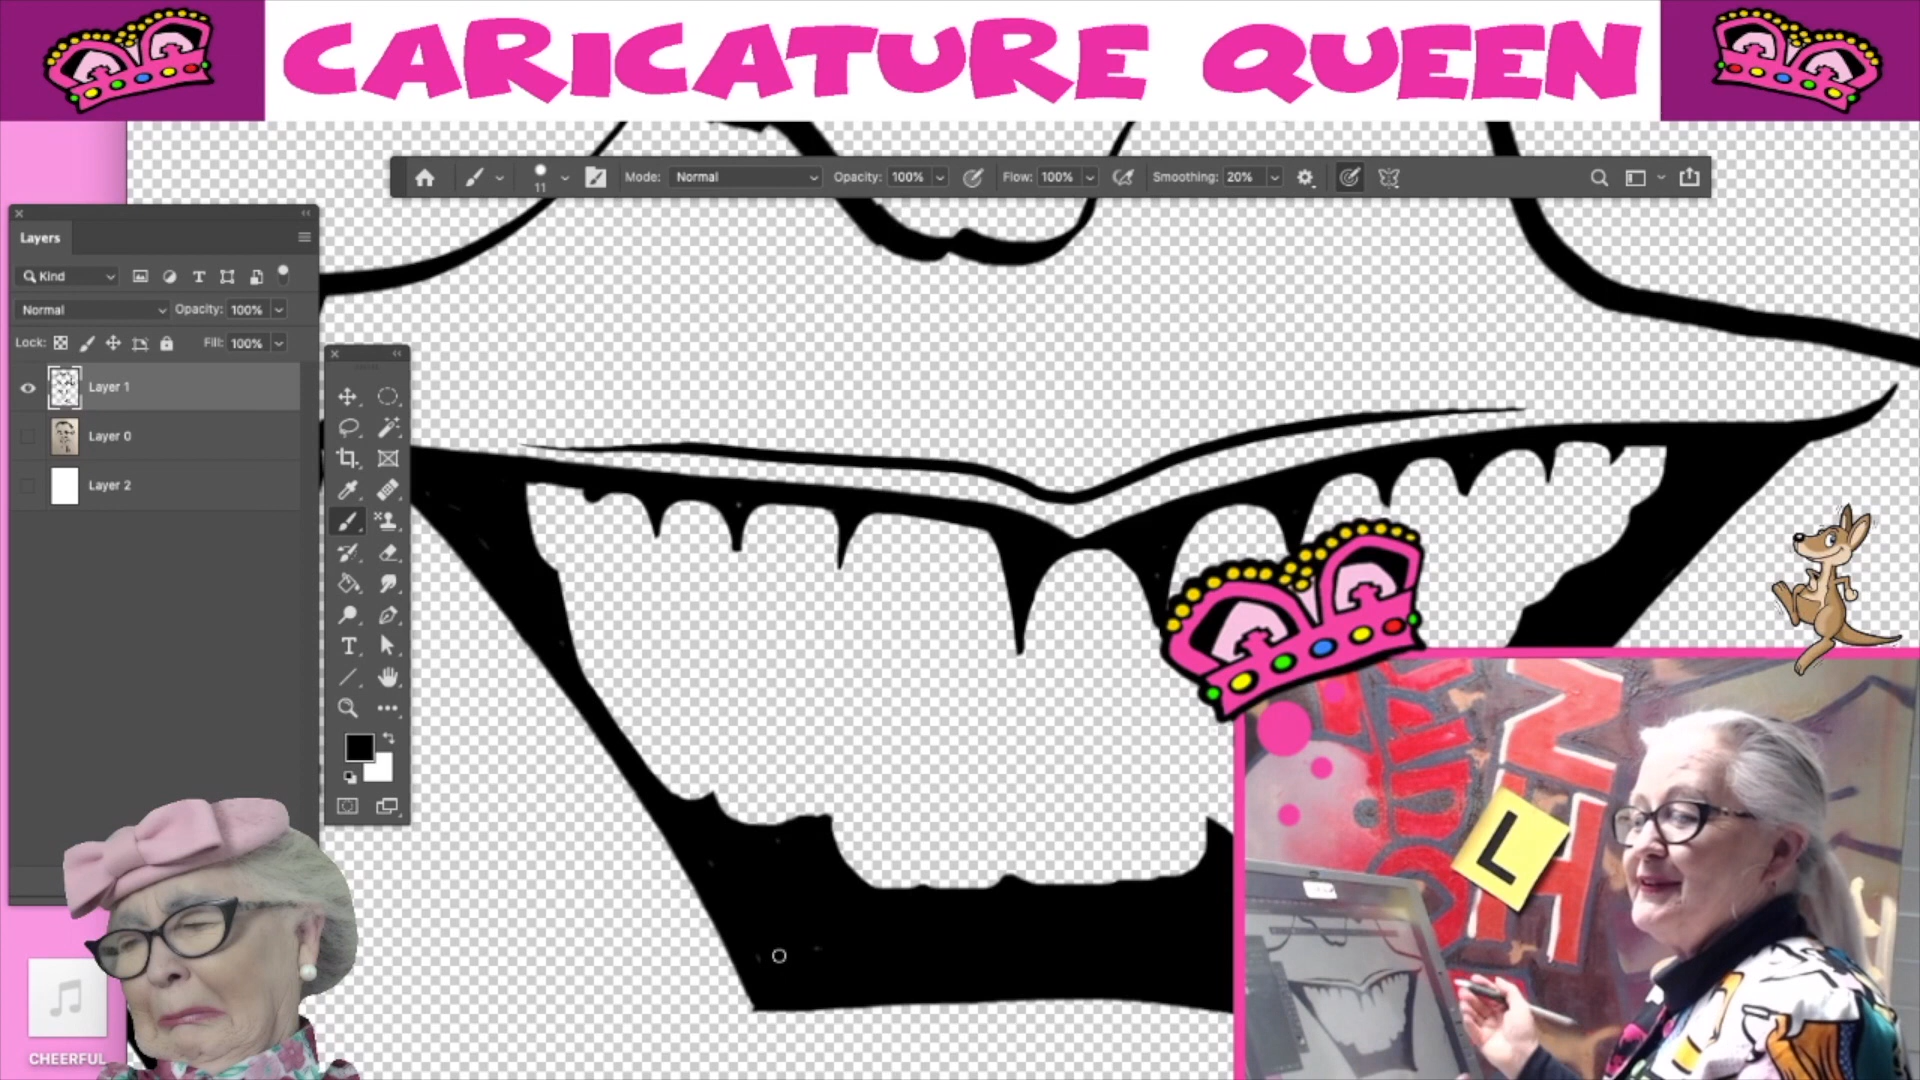 CARICATURE QUEEN
11
Mode: Normal
Opacity: 100%
Flow: 100%
Smoothing: 20%
Layers
Kind
Normal
Opacity: 100%
Lock:
Fill: 100%
Layer 1
Layer 0
Layer 2
L
CHEERFUL